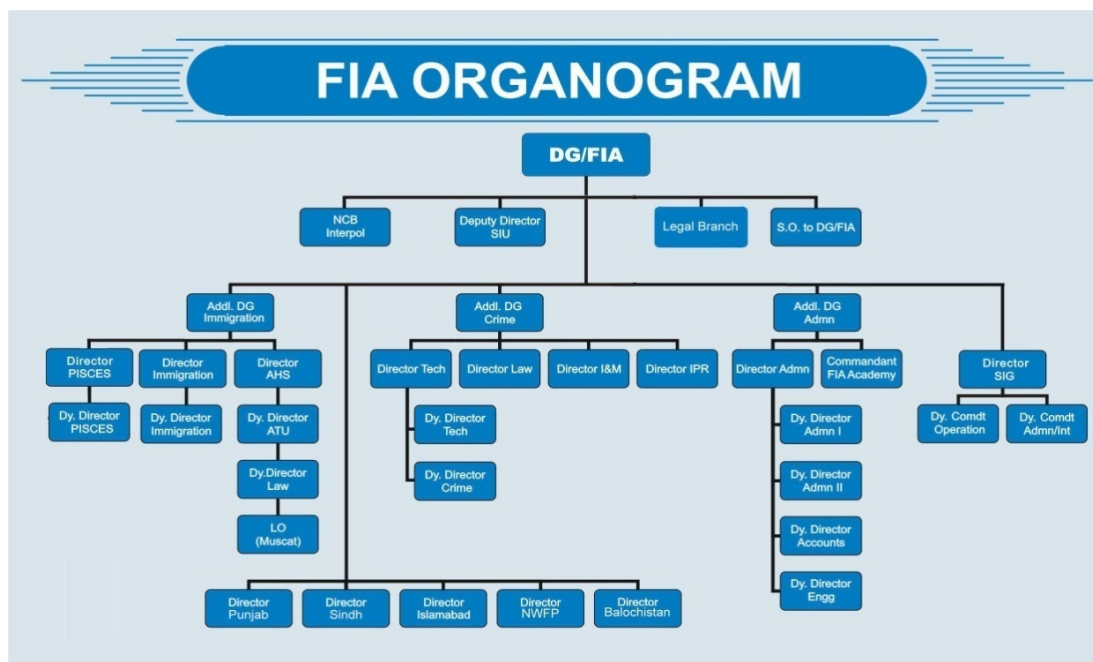 FIA ORGANOGRAM
DG/FIA
NCB
Interpol
Deputy Director
SIU
Legal Branch
S.O. to DG/FIA
Addl. DG
Immigration
Addl. DG
Crime
Addl. DG
Admn
Director
PISCES
Director
Immigration
Director
AHS
Director Tech
Director Law
Director I&M
Director IPR
Director Admn
Commandant
FIA Academy
Director
SIG
Dy. Director
PISCES
Dy. Director
Immigration
Dy. Director
ATU
Dy. Director
Tech
Dy. Director
Admn I
Dy. Comdt
Operation
Dy. Comdt
Admn/Int
Dy.Director
Law
Dy. Director
Crime
Dy. Director
Admn II
LO
(Muscat)
Dy. Director
Accounts
Dy. Director
Engg
Director
Punjab
Director
Sindh
Director
Islamabad
Director
NWFP
Director
Balochistan